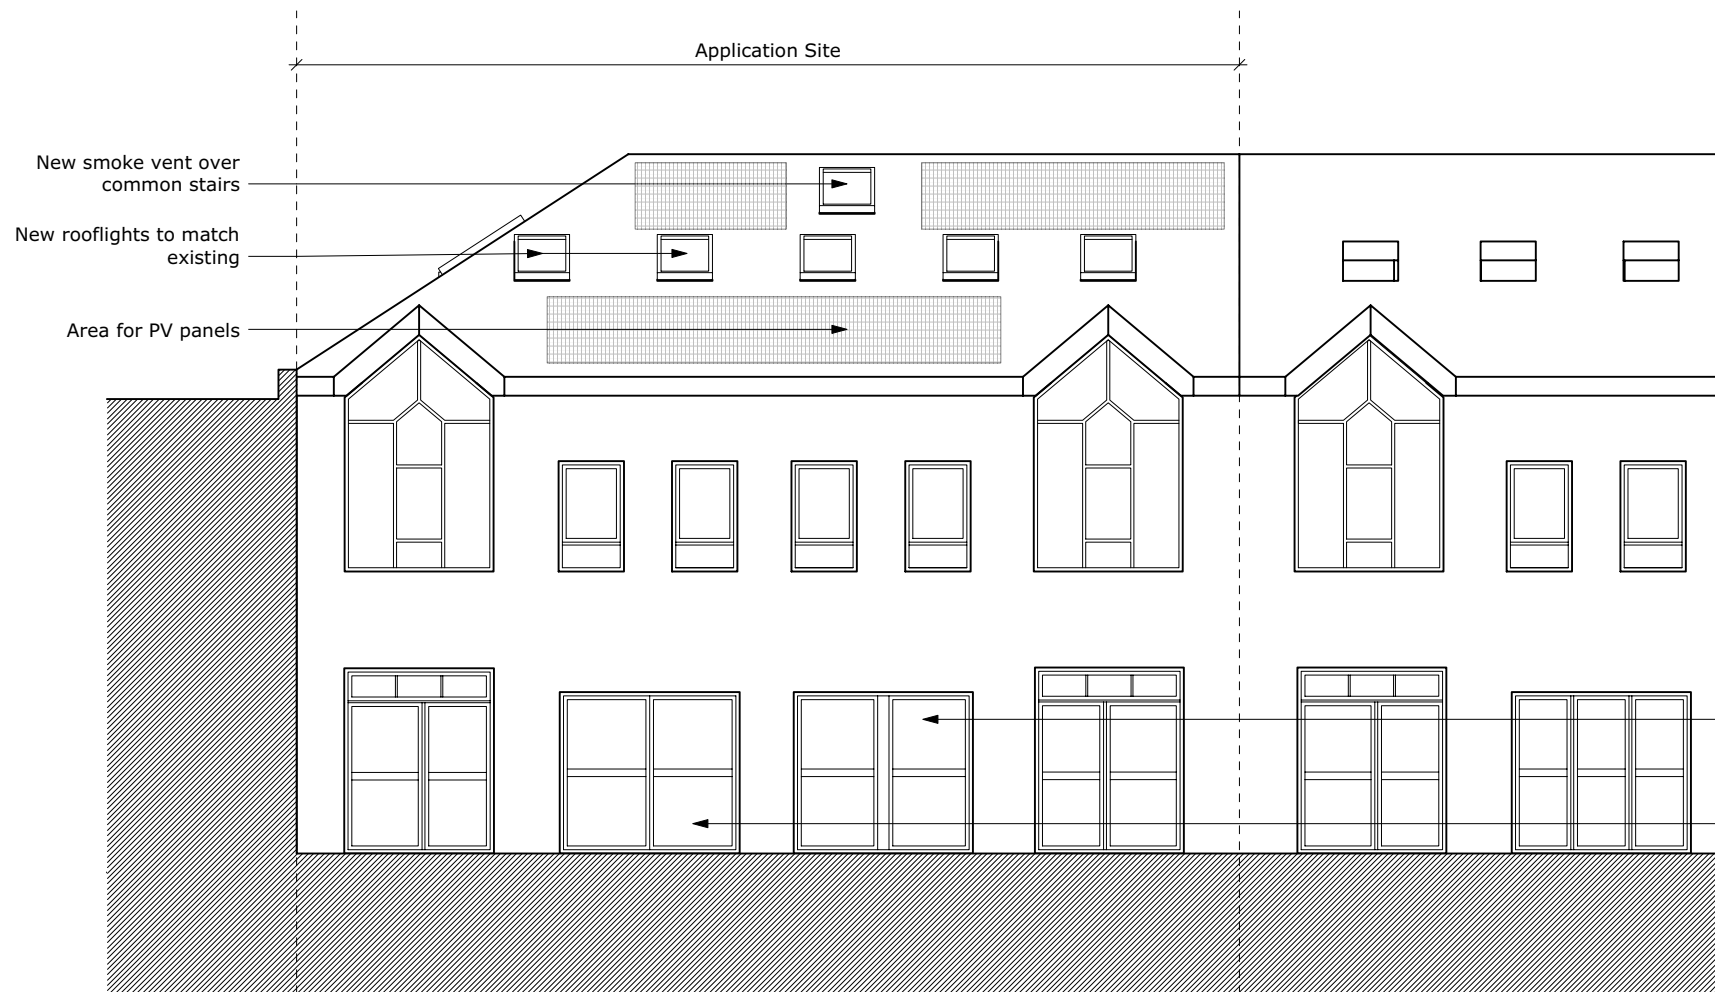 Application Site
New smoke vent over
common stairs
New rooflights to match
existing
Area for PV panels